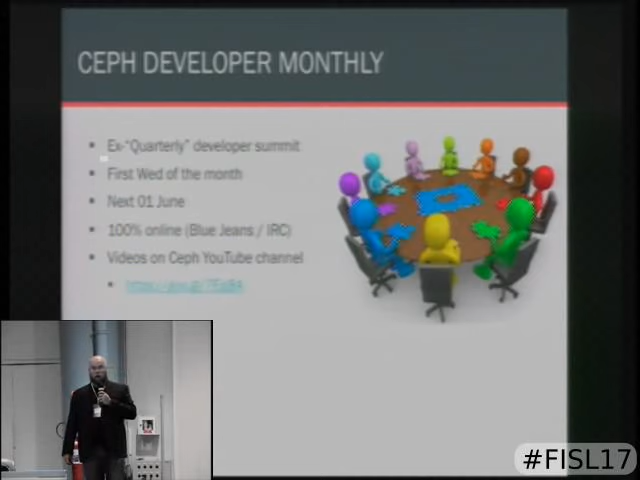 CEPH DEVELOPER MONTHLY
Ex-"Quarterly" developer summit
First Wed of the month
Next 01 June
100% online (Blue Jeans / IRC)
Videos on Ceph YouTube channel
#FISL17